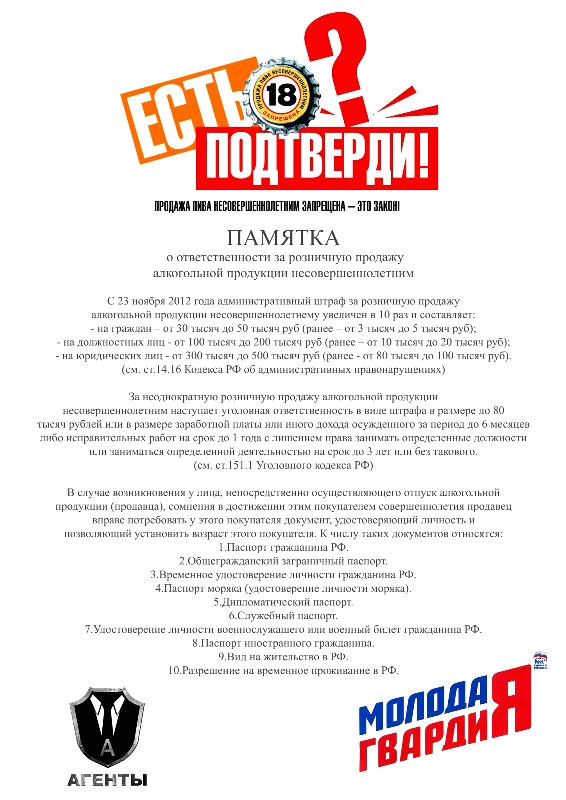 ЕСТЬ 18 ?
ПРОДАЖА ПИВА НЕСОВЕРШЕННОЛЕТНИМ ЗАПРЕЩЕНА
ПОДТВЕРДИ!
ПРОДАЖА ПИВА НЕСОВЕРШЕННОЛЕТНИМ ЗАПРЕЩЕНА – ЭТО ЗАКОН!
ПАМЯТКА
о ответственности за розничную продажу
алкогольной продукции несовершеннолетним
С 23 ноября 2012 года административный штраф за розничную продажу
алкогольной продукции несовершеннолетнему увеличен в 10 раз и составляет:
- на граждан – от 30 тысяч до 50 тысяч руб (ранее – от 3 тысяч до 5 тысяч руб);
- на должностных лиц - от 100 тысяч до 200 тысяч руб (ранее – от 10 тысяч до 20 тысяч руб);
- на юридических лиц - от 300 тысяч до 500 тысяч руб (ранее - от 80 тысяч до 100 тысяч руб).
(см. ст.14.16 Кодекса РФ об административных правонарушениях)
За неоднократную розничную продажу алкогольной продукции
несовершеннолетним наступает уголовная ответственность в виде штрафа в размере до 80
тысяч рублей или в размере заработной платы или иного дохода осужденного за период до 6 месяцев
либо исправительных работ на срок до 1 года с лишением права занимать определенные должности
или заниматься определенной деятельностью на срок до 3 лет или без такового.
(см. ст.151.1 Уголовного кодекса РФ)
В случае возникновения у лица, непосредственно осуществляющего отпуск алкогольной
продукции (продавца), сомнения в достижении этим покупателем совершеннолетия продавец
вправе потребовать у этого покупателя документ, удостоверяющий личность и
позволяющий установить возраст этого покупателя. К числу таких документов относятся:
1.Паспорт гражданина РФ.
2.Общегражданский заграничный паспорт.
3.Временное удостоверение личности гражданина РФ.
4.Паспорт моряка (удостоверение личности моряка).
5.Дипломатический паспорт.
6.Служебный паспорт.
7.Удостоверение личности военнослужащего или военный билет гражданина РФ.
8.Паспорт иностранного гражданина.
9.Вид на жительство в РФ.
10.Разрешение на временное проживание в РФ.
А
АГЕНТЫ
МОЛОДАЯ
ГВАРДИЯ